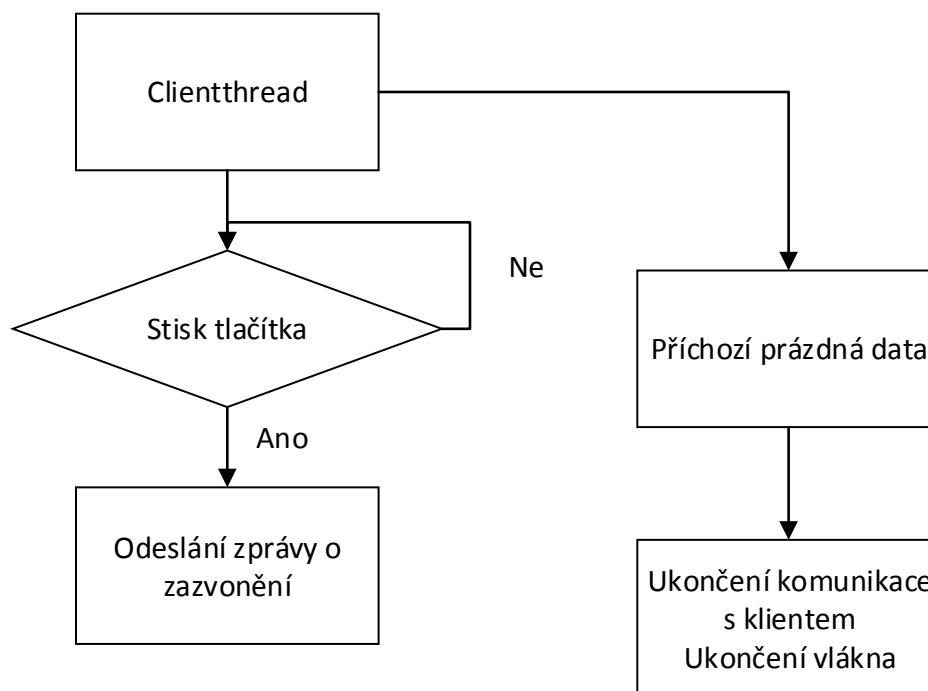 Clientthread
Ne
Stisk tlačítka
Příchozí prázdná data
Ano
Odeslání zprávy o
zazvonění
Ukončení komunikace
s klientem
Ukončení vlákna